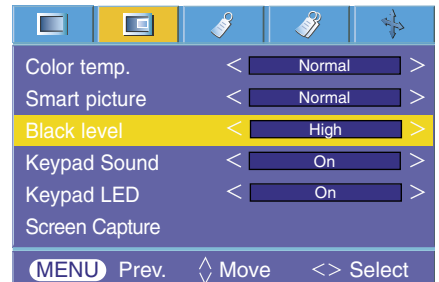 Color temp. < Normal >
Smart picture < Normal >
Black level < High >
Keypad Sound < On >
Keypad LED < On >
Screen Capture
MENU Prev. Move <> Select